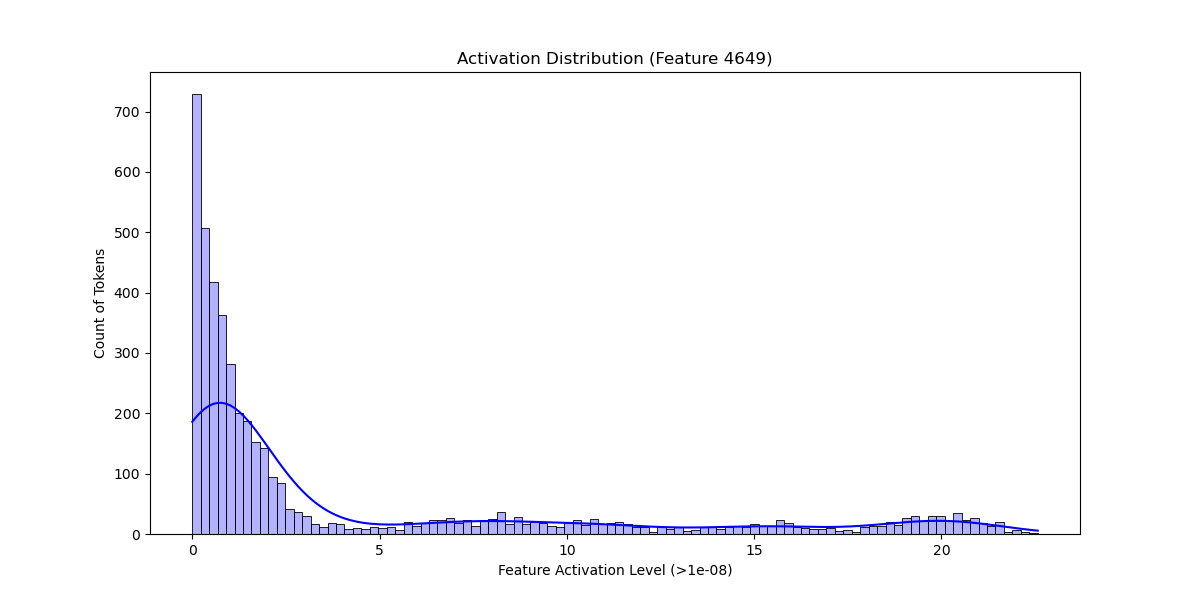 Activation Distribution (Feature 4649)
700
600
500
400
300
200
100
0
Count of Tokens
0 5 10 15 20
Feature Activation Level (>1e-08)